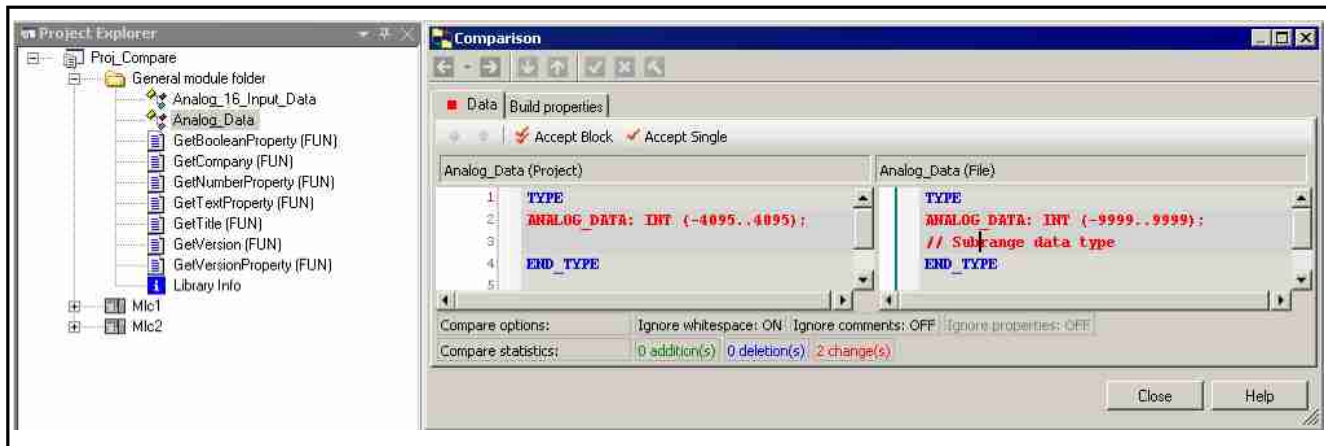 Project Explorer
Proj_Compare
General module folder
Analog_16_Input_Data
Analog_Data
GetBooleanProperty (FUN)
GetCompany (FUN)
GetNumberProperty (FUN)
GetTextProperty (FUN)
GetTitle (FUN)
GetVersion (FUN)
GetVersionProperty (FUN)
Library Info
Mlc1
Mlc2
Comparison
Data Build properties
Accept Block Accept Single
Analog_Data (Project) Analog_Data (File)
1 TYPE TYPE
2 ANALOG_DATA: INT (-4095..4095); ANALOG_DATA: INT (-9999..9999);
3 // Subrange data type
4 END_TYPE END_TYPE
5
Compare options: Ignore whitespace: ON Ignore comments: OFF Ignore properties: OFF
Compare statistics: 0 addition(s) 0 deletion(s) 2 change(s)
Close Help